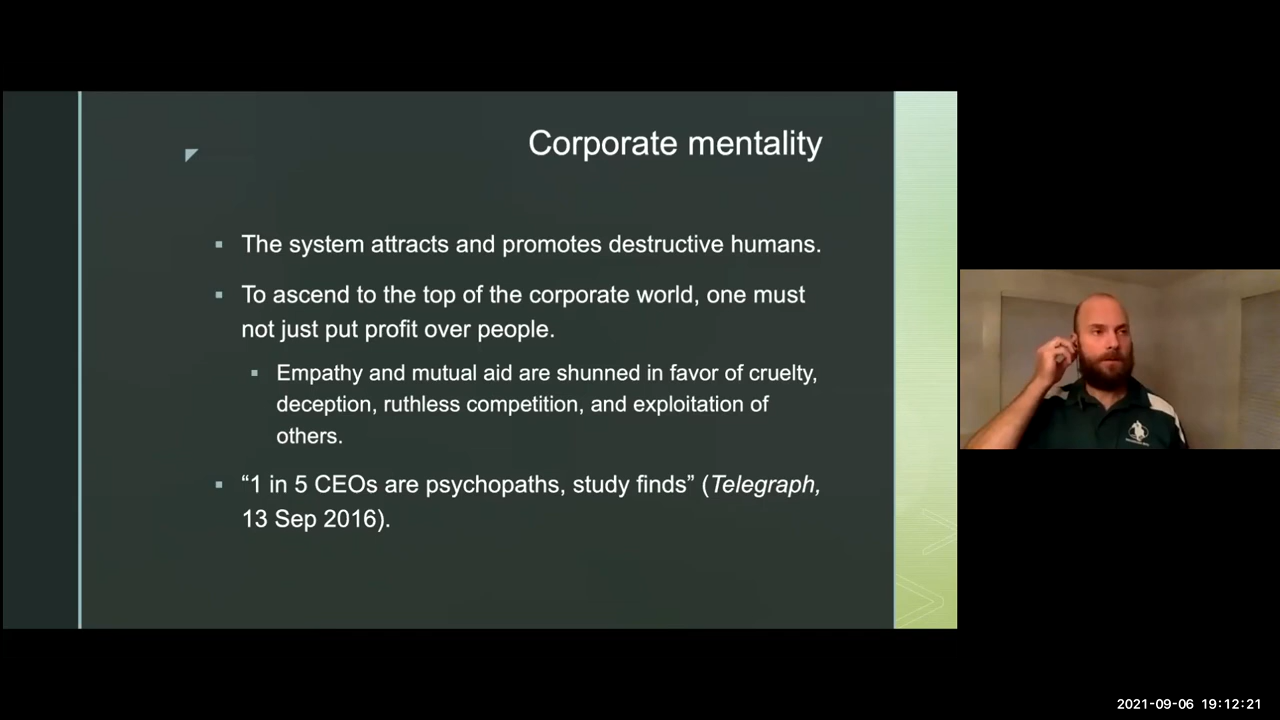 Corporate mentality
The system attracts and promotes destructive humans.
To ascend to the top of the corporate world, one must
not just put profit over people.
Empathy and mutual aid are shunned in favor of cruelty,
deception, ruthless competition, and exploitation of
others.
“1 in 5 CEOs are psychopaths, study finds” (Telegraph,
13 Sep 2016).
2021-09-06 19:12:21